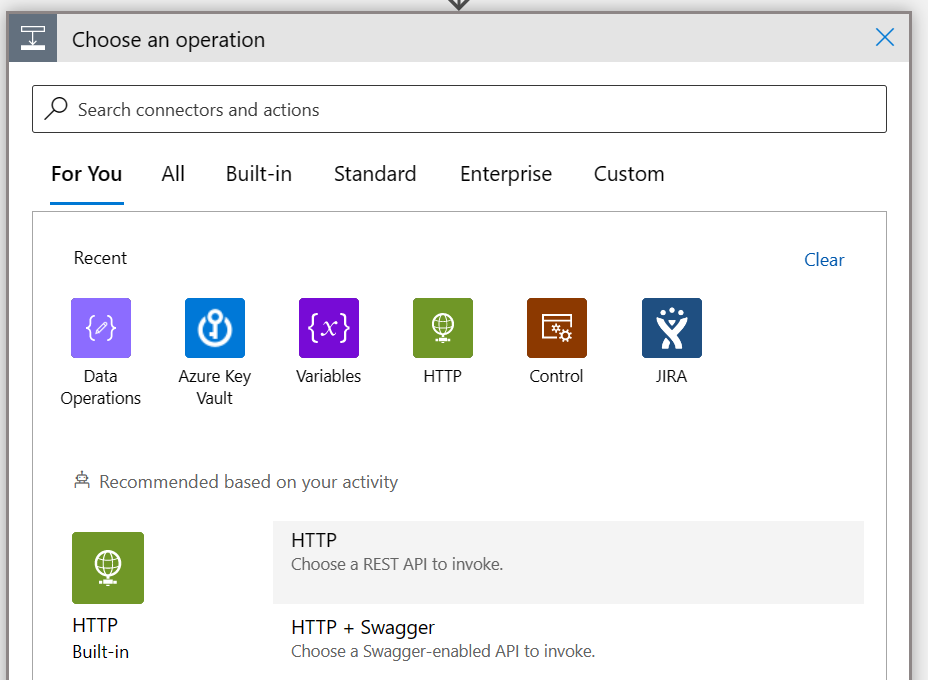 Choose an operation
Search connectors and actions
For You All Built-in Standard Enterprise Custom
Recent Clear
{x}
Data Operations
Azure Key Vault
Variables
HTTP
Control
JIRA
Recommended based on your activity
HTTP
Built-in
HTTP
Choose a REST API to invoke.
HTTP + Swagger
Choose a Swagger-enabled API to invoke.